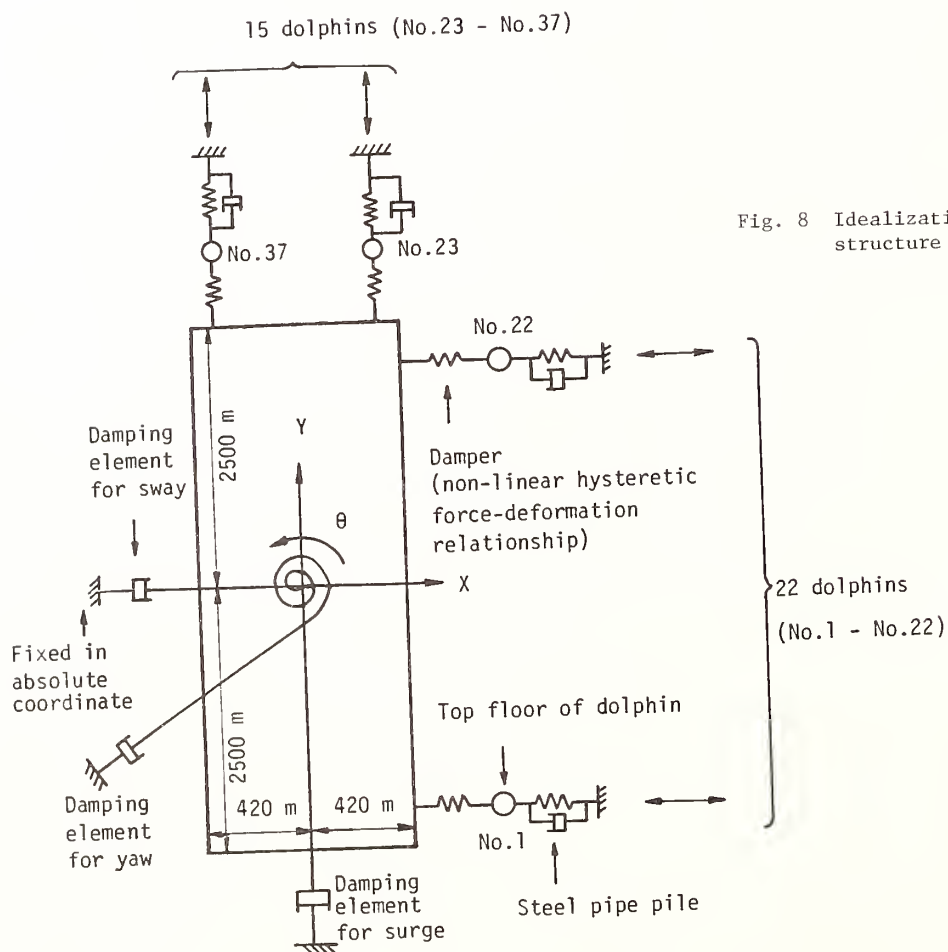 15 dolphins (No.23 - No.37)
No.37
No.23
Fig. 8 Idealizati
structure
No.22
2500 m
Y
Damping
element
for sway
Damper
(non-linear hysteretic
force-deformation
relationship)
θ
X
22 dolphins
(No.1 - No.22)
Fixed in
absolute
coordinate
2500 m
Top floor of dolphin
420 m
420 m
No.1
Damping
element
for yaw
Damping
element
for surge
Steel pipe pile